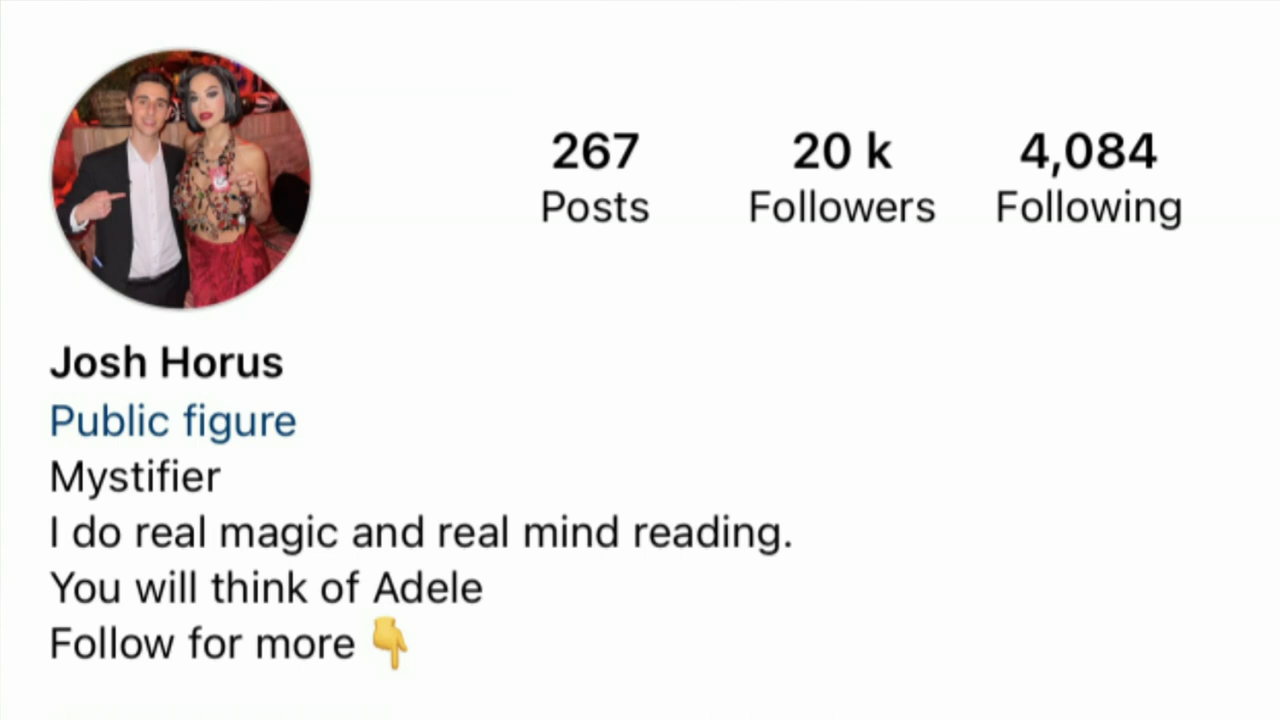 267 20 k 4,084
Posts Followers Following
Josh Horus
Public figure
Mystifier
I do real magic and real mind reading.
You will think of Adele
Follow for more 👇